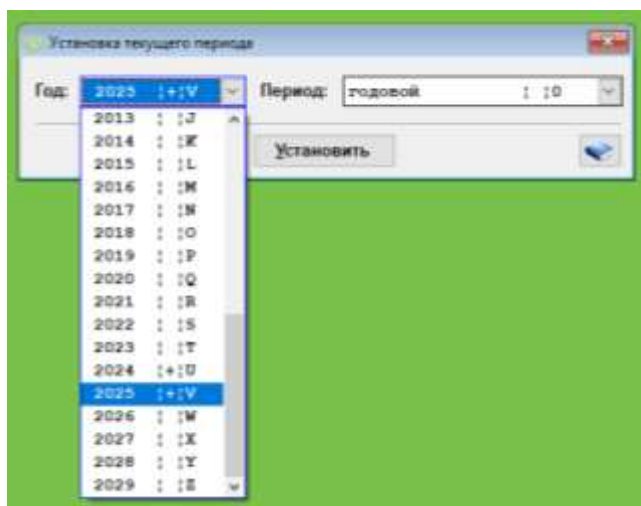 Установка текущего периода
Год: 2025 ¦+¦V Период: годовой ¦ ¦0
2013 ¦ ¦J
2014 ¦ ¦K
Установить
2015 ¦ ¦L
2016 ¦ ¦M
2017 ¦ ¦N
2018 ¦ ¦O
2019 ¦ ¦P
2020 ¦ ¦Q
2021 ¦ ¦R
2022 ¦ ¦S
2023 ¦ ¦T
2024 ¦+¦U
2025 ¦+¦V
2026 ¦ ¦W
2027 ¦ ¦X
2028 ¦ ¦Y
2029 ¦ ¦Z